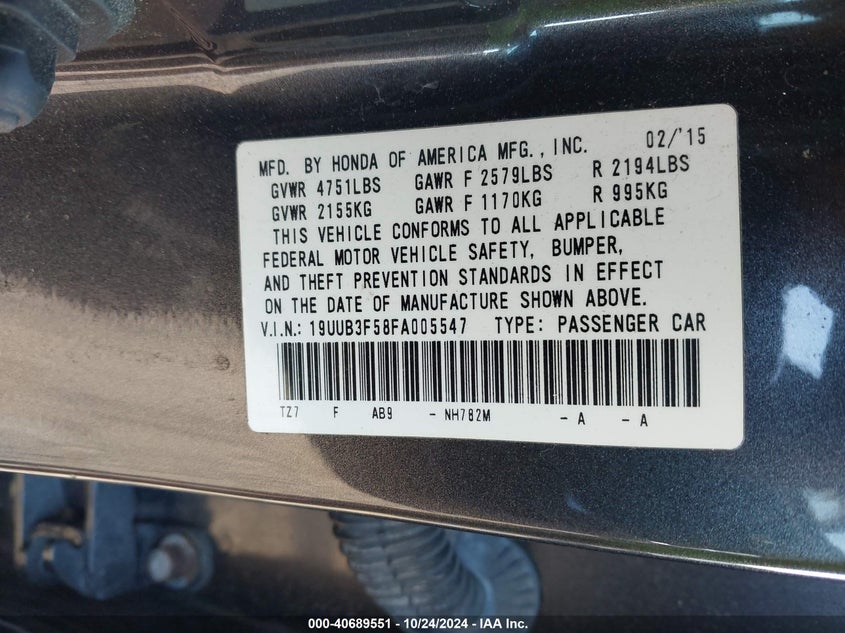 MFD. BY HONDA OF AMERICA MFG., INC. 02/'15
GVWR 4751LBS GAWR F 2579LBS R 2194LBS
GVWR 2155KG GAWR F 1170KG R 995KG
THIS VEHICLE CONFORMS TO ALL APPLICABLE
FEDERAL MOTOR VEHICLE SAFETY, BUMPER,
AND THEFT PREVENTION STANDARDS IN EFFECT
ON THE DATE OF MANUFACTURE SHOWN ABOVE.
V.I.N.: 19UUB3F58FA005547 TYPE: PASSENGER CAR
TZ7 F AB9 - NH782M - A - A
000-40689551 - 10/24/2024 - IAA Inc.